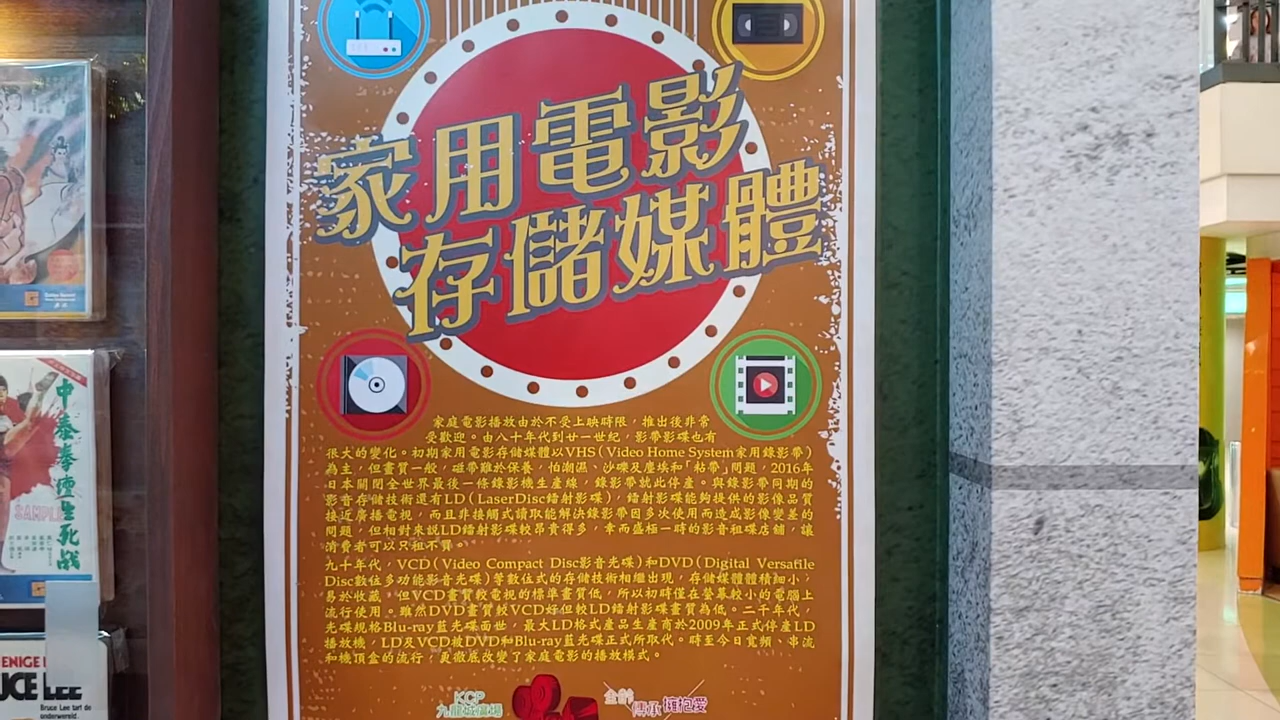 家用電影
存儲媒體
家庭電影播放由於不受上映時限，推出後非常
受歡迎。由八十年代到廿一世紀，影帶影碟也有
很大的變化。初期家用電影存儲媒體以VHS（Video Home System家用錄影帶）
為主，但畫質一般，磁帶難於保養，怕潮濕、沙礫及塵埃和「粘帶」問題，2016年
日本關閉全世界最後一條錄影機生產線，錄影帶就此停產。與錄影帶同期的
影音存儲技術還有LD（LaserDisc鐳射影碟），鐳射影碟能夠提供的影像品質
接近廣播電視，而且非接觸式讀取能解決錄影帶因多次使用而造成影像變差的
問題，但相對來說LD鐳射影碟較昂貴得多，幸而盛極一時的影音租碟店舖，讓
消費者可以只租不買。
九十年代，VCD（Video Compact Disc影音光碟）和DVD（Digital Versafile
Disc數位多功能影音光碟）等數位式的存儲技術相繼出現，存儲媒體體積細小，
易於收藏，但VCD畫質較電視的標準畫質低，所以初時僅在螢幕較小的電腦上
流行使用。雖然DVD畫質較VCD好但較LD鐳射影碟畫質為低。二千年代，
光碟規格Blu-ray藍光碟面世，最大LD格式產品生產商於2009年正式停產LD
播放機，LD及VCD被DVD和Blu-ray藍光碟正式所取代。時至今日寬頻、串流
和機頂盒的流行，更徹底改變了家庭電影的播放模式。
KCP
九龍城廣場
金齡
傳承 擁抱愛
中泰拳壇生死战
SAMPLE
ENIGE
UCE LEE
Bruce Lee tart de
onderwereld.